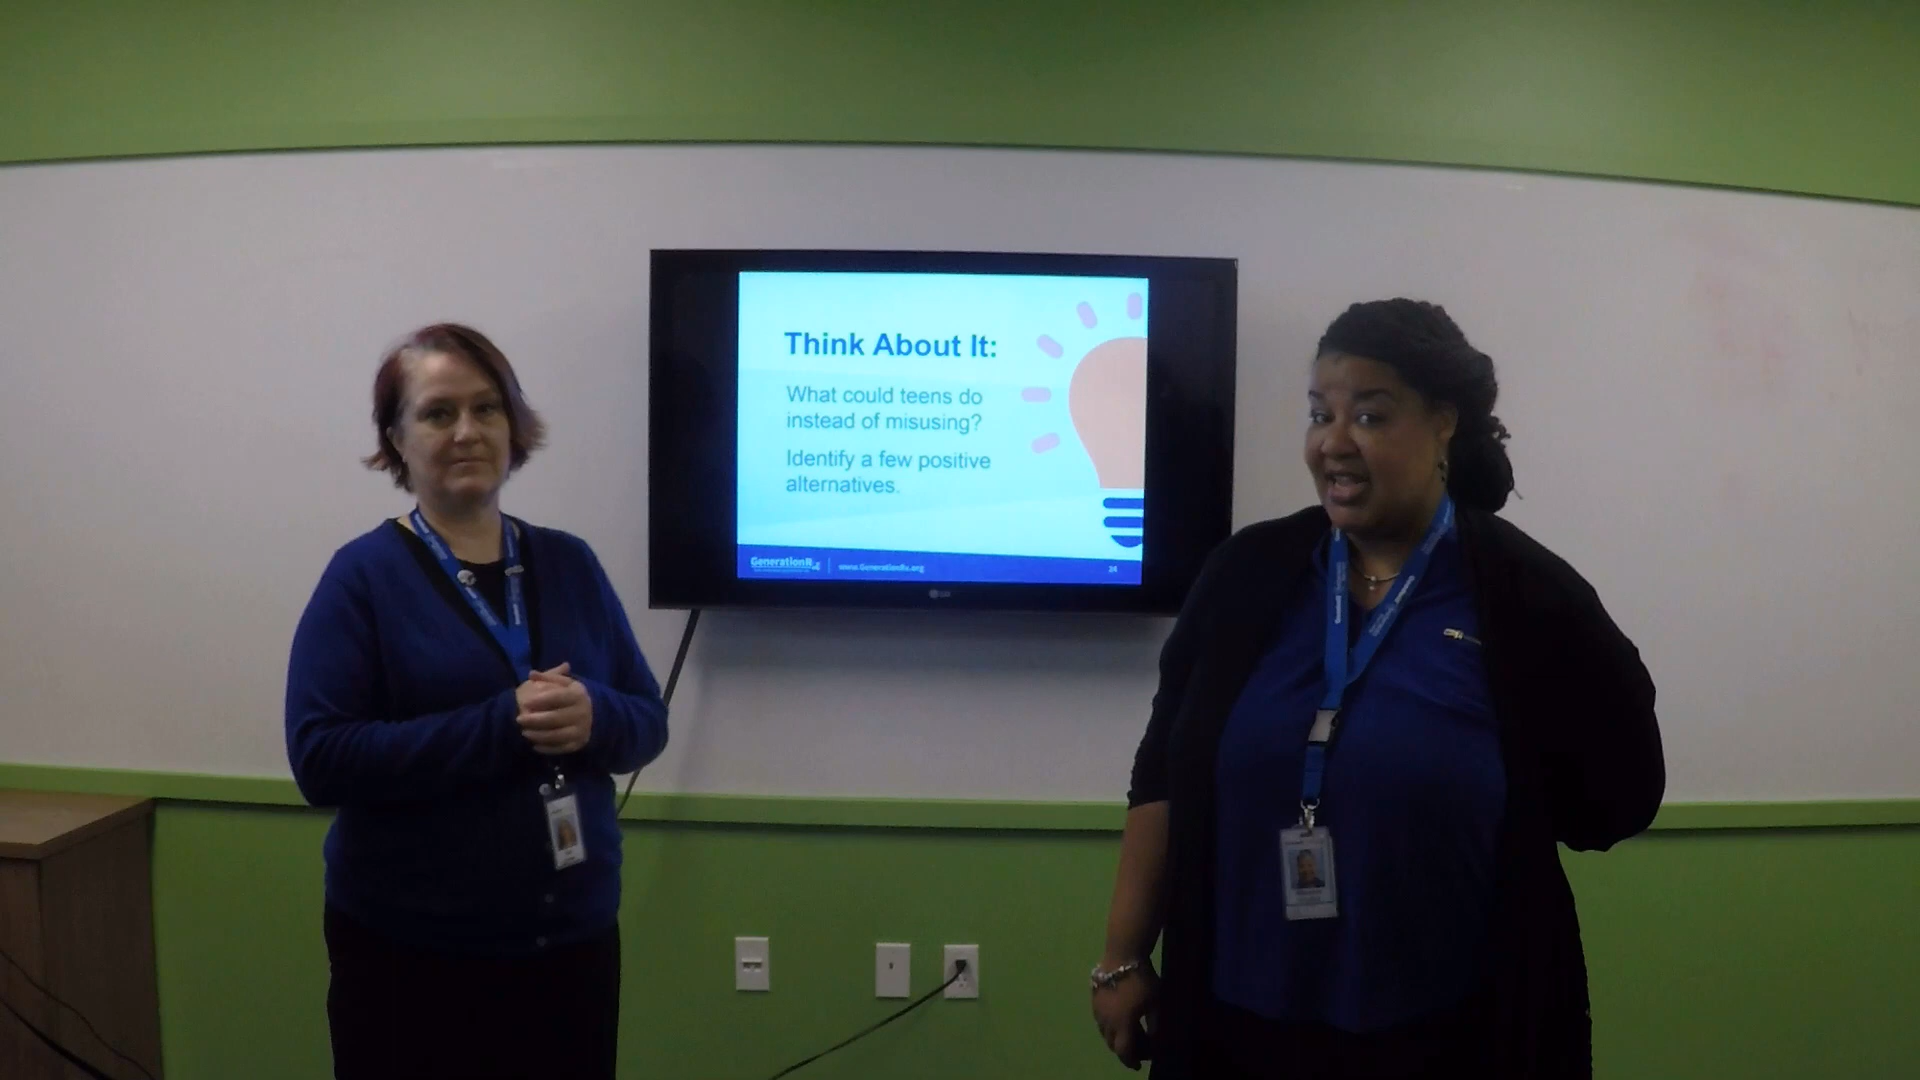 Think About It:
What could teens do
instead of misusing?
Identify a few positive
alternatives.
GenerationRx
www.GenerationRx.org
24
LG